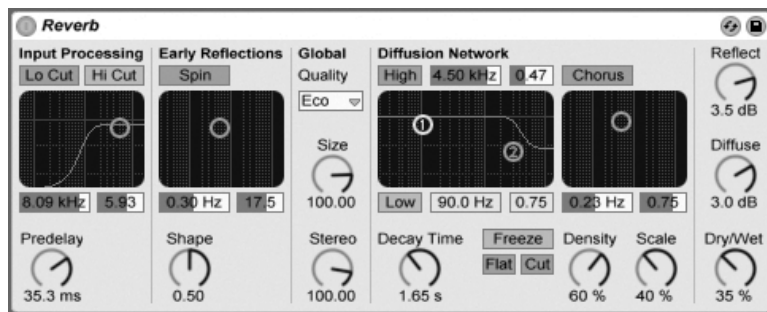 Reverb
Input Processing Early Reflections Global Diffusion Network Reflect
Lo Cut Hi Cut Spin Quality High 4.50 kHz 0.47 Chorus
Eco
3.5 dB
1
2
Size Diffuse
8.09 kHz 5.93 0.30 Hz 17.5 100.00 Low 90.0 Hz 0.75 0.23 Hz 0.75 3.0 dB
Predelay Shape Stereo Decay Time Freeze Density Scale Dry/Wet
Flat Cut
35.3 ms 0.50 100.00 1.65 s 60 % 40 % 35 %